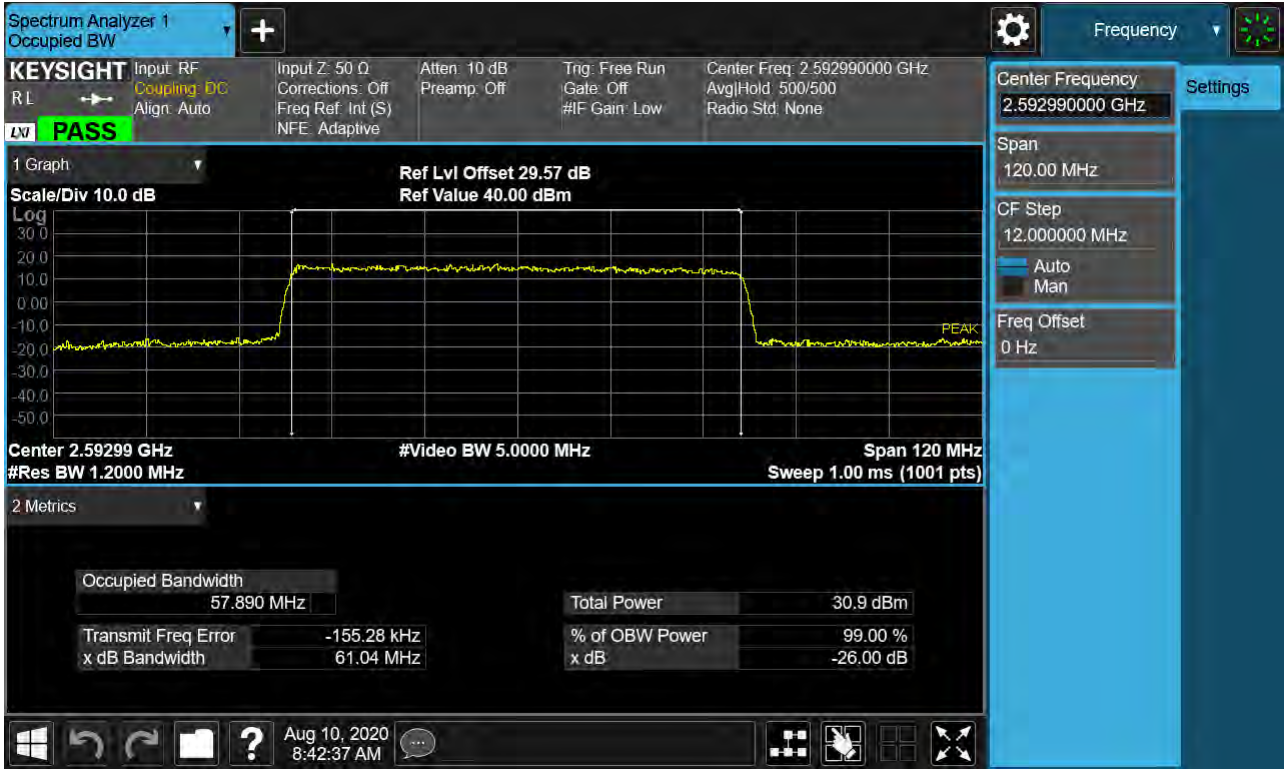 Spectrum Analyzer 1
Occupied BW
+
Frequency
KEYSIGHT
RL
LXI
PASS
Input: RF
Coupling: DC
Align: Auto
Input Z: 50 Ω
Corrections: Off
Freq Ref: Int (S)
NFE: Adaptive
Atten: 10 dB
Preamp: Off
Trig: Free Run
Gate: Off
#IF Gain: Low
Center Freq: 2.592990000 GHz
Avg|Hold: 500/500
Radio Std: None
Center Frequency
2.592990000 GHz
Settings
Span
120.00 MHz
CF Step
12.000000 MHz
Auto
Man
Freq Offset
0 Hz
1 Graph
Scale/Div 10.0 dB
Ref Lvl Offset 29.57 dB
Ref Value 40.00 dBm
Log
30.0
20.0
10.0
0.00
-10.0
-20.0
-30.0
-40.0
-50.0
PEAK
Center 2.59299 GHz
#Video BW 5.0000 MHz
Span 120 MHz
#Res BW 1.2000 MHz
Sweep 1.00 ms (1001 pts)
2 Metrics
Occupied Bandwidth
57.890 MHz
Total Power 30.9 dBm
Transmit Freq Error -155.28 kHz
% of OBW Power 99.00 %
x dB Bandwidth 61.04 MHz
x dB -26.00 dB
?
Aug 10, 2020
8:42:37 AM